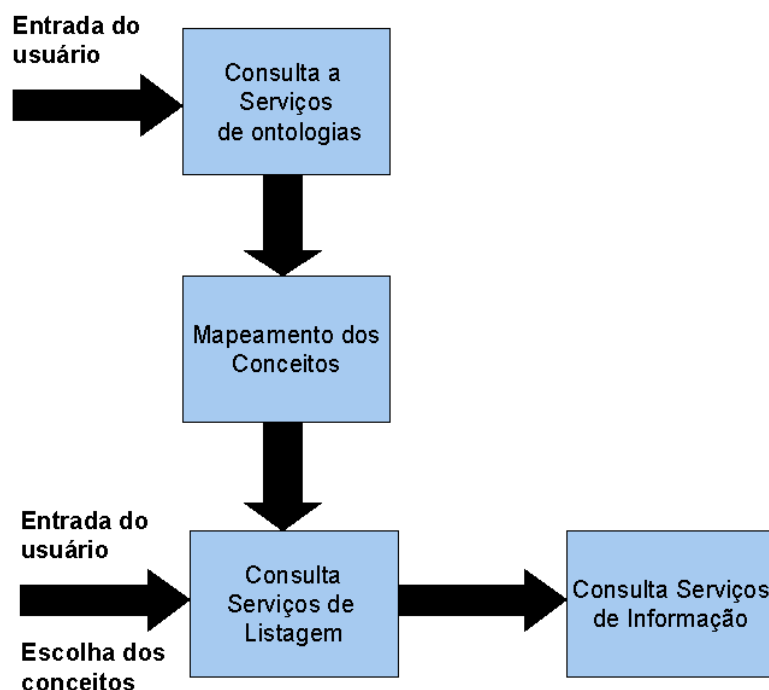 Entrada do
usuário
Consulta a
Serviços
de ontologias
Mapeamento dos
Conceitos
Entrada do
usuário
Escolha dos
conceitos
Consulta
Serviços de
Listagem
Consulta Serviços
de Informação